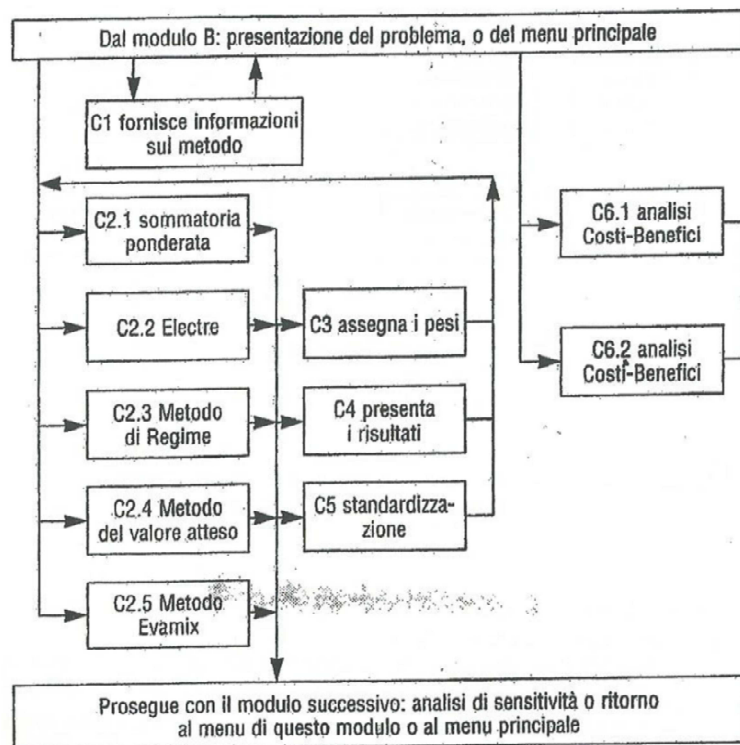 Dal modulo B: presentazione del problema, o del menu principale
C1 fornisce informazioni
sul metodo
C2.1 sommatoria
ponderata
C2.2 Electre
C2.3 Metodo
di Regime
C2.4 Metodo
del valore atteso
C2.5 Metodo
Evamix
C3 assegna i pesi
C4 presenta
i risultati
C5 standardizza-
zione
C6.1 analisi
Costi-Benefici
C6.2 analisi
Costi-Benefici
Prosegue con il modulo successivo: analisi di sensitività o ritorno
al menu di questo modulo o al menu principale